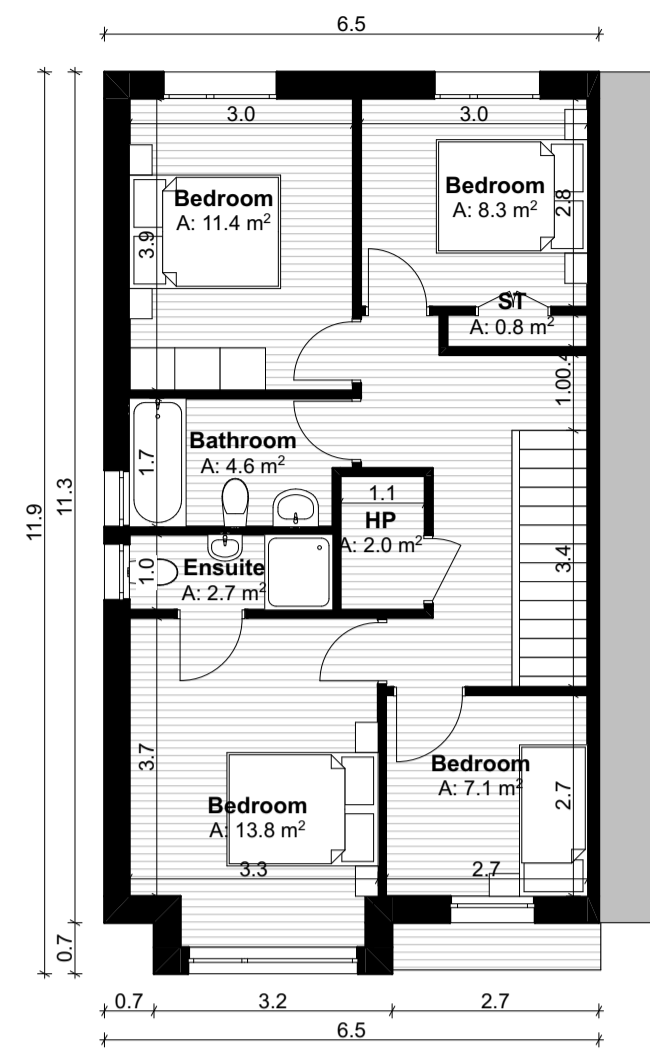 6.5
3.0
3.0
Bedroom
A: 11.4 m²
Bedroom
A: 8.3 m²
2.8
3.9
ST
A: 0.8 m²
0.4
1.0
Bathroom
A: 4.6 m²
1.7
11.9
11.3
1.1
HP
A: 2.0 m²
3.4
Ensuite
A: 2.7 m²
1.0
3.7
Bedroom
A: 7.1 m²
2.7
Bedroom
A: 13.8 m²
3.3
2.7
0.7
0.7
3.2
2.7
6.5